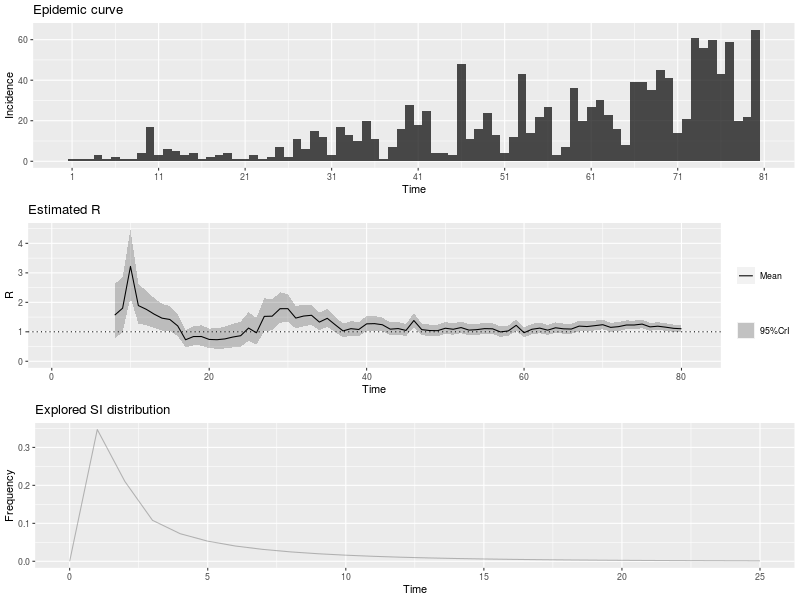 Epidemic curve
60
40
20
0
Incidence
1 11 21 31 41 51 61 71 81
Time
Estimated R
4
3
2
1
0
R
0 20 40 60 80
Time
Mean
95%CrI
Explored SI distribution
0.3
0.2
0.1
0.0
Frequency
0 5 10 15 20 25
Time